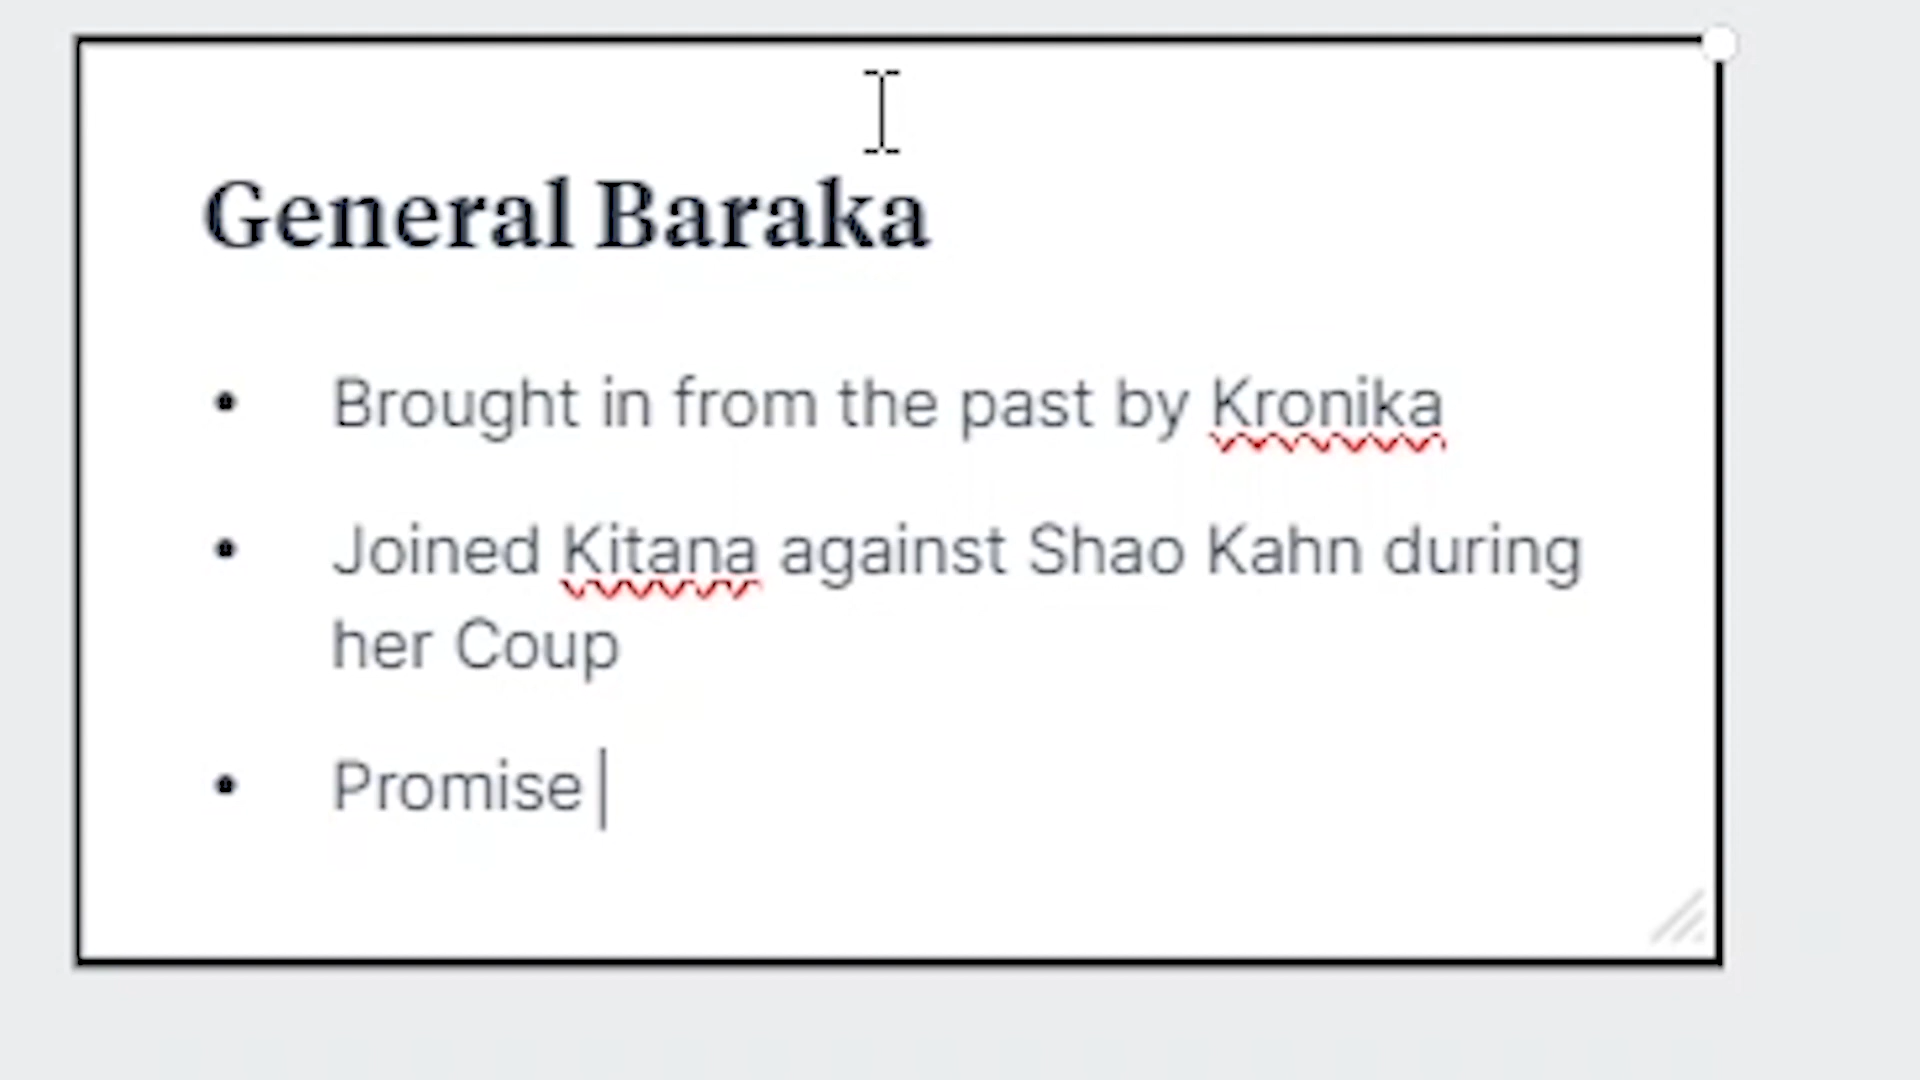 General Baraka
• Brought in from the past by Kronika
• Joined Kitana against Shao Kahn during
her Coup
• Promise